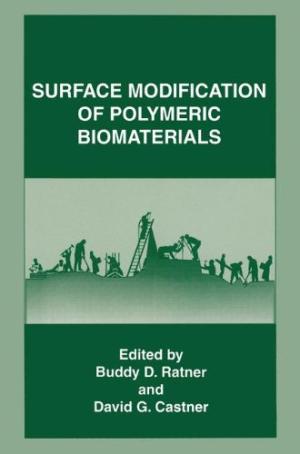 SURFACE MODIFICATION
OF POLYMERIC
BIOMATERIALS
Edited by
Buddy D. Ratner
and
David G. Castner